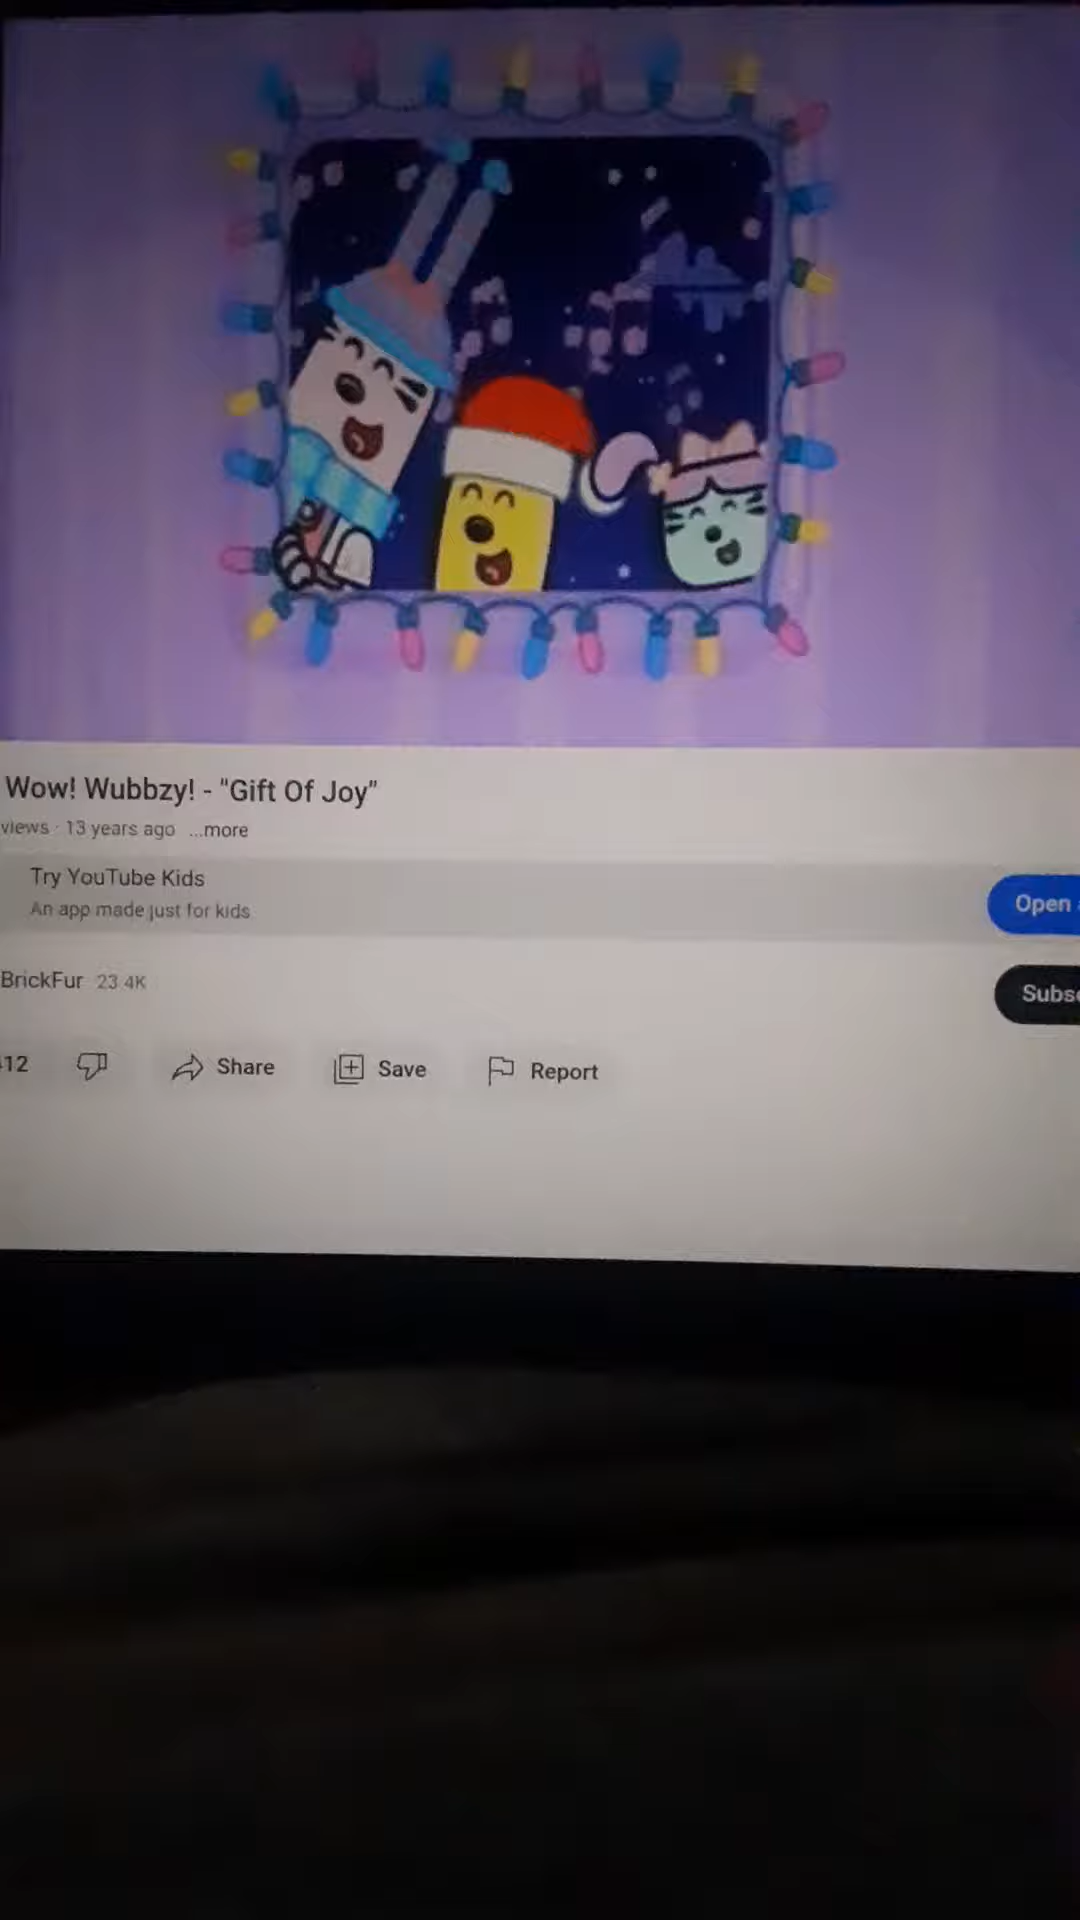 Wow! Wubbzy! - "Gift Of Joy"
views · 13 years ago ...more
Try YouTube Kids
An app made just for kids
Open
BrickFur 23.4K
Subs
12
Share
Save
Report